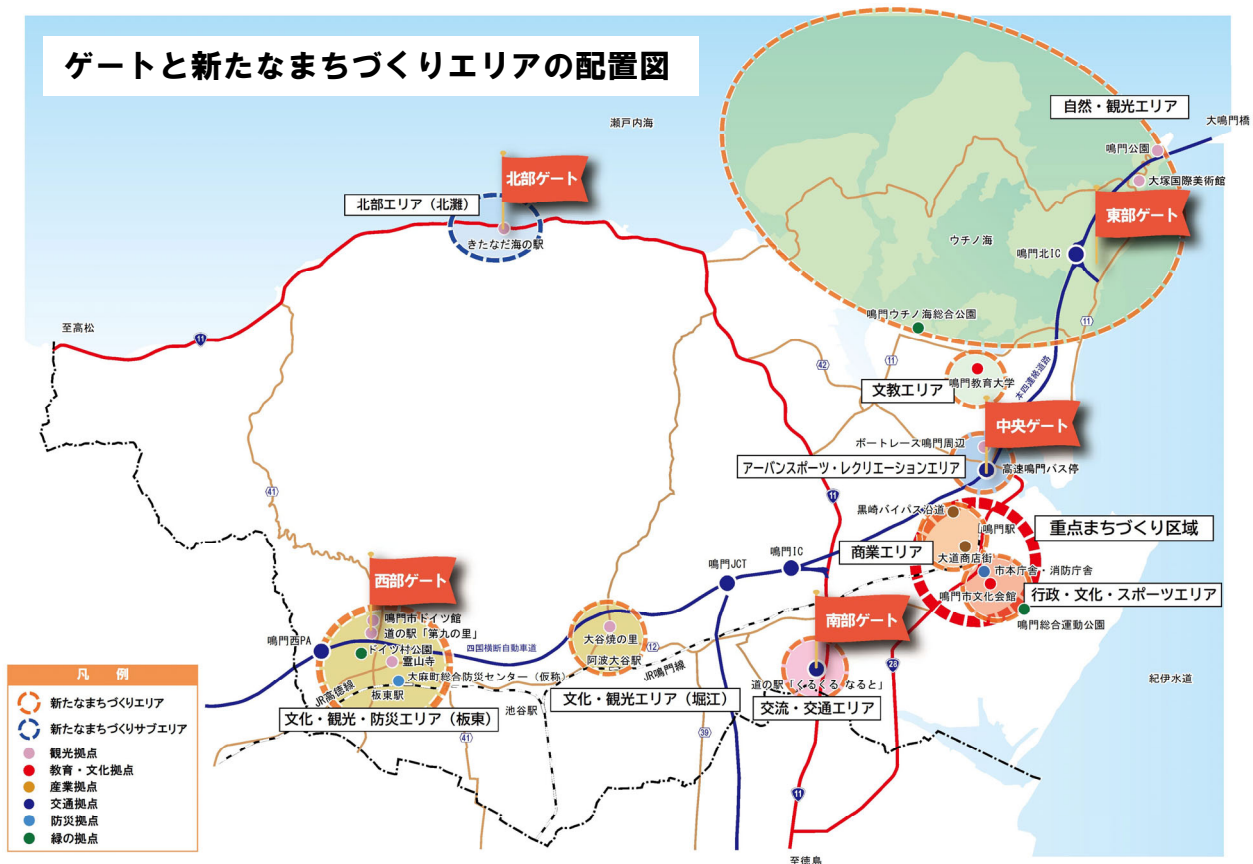 ゲートと新たなまちづくりエリアの配置図
自然・観光エリア
大鳴門橋
瀬戸内海
鳴門公園
大塚国際美術館
北部ゲート
北部エリア（北灘）
きたなだ海の駅
東部ゲート
ウチノ海
鳴門北IC
至高松
11
鳴門ウチノ海総合公園
11
42
11
本四連絡道路
鳴門教育大学
文教エリア
中央ゲート
ボートレース鳴門周辺
アーバンスポーツ・レクリエーションエリア
高速鳴門バス停
41
11
黒崎バイパス沿道
鳴門駅
重点まちづくり区域
商業エリア
大道商店街
鳴門IC
鳴門JCT
市本庁舎・消防庁舎
鳴門市文化会館
行政・文化・スポーツエリア
鳴門総合運動公園
西部ゲート
鳴門市ドイツ館
道の駅「第九の里」
鳴門西PA
ドイツ村公園
霊山寺
四国横断自動車道
大谷焼の里
阿波大谷駅
12
JR鳴門線
南部ゲート
28
大麻町総合防災センター（仮称）
JR高徳線
板東駅
道の駅「くるくる なると」
紀伊水道
文化・観光・防災エリア（板東）
池谷駅
文化・観光エリア（堀江）
交流・交通エリア
41
39
11
至徳島
凡 例
新たなまちづくりエリア
新たなまちづくりサブエリア
観光拠点
教育・文化拠点
産業拠点
交通拠点
防災拠点
緑の拠点